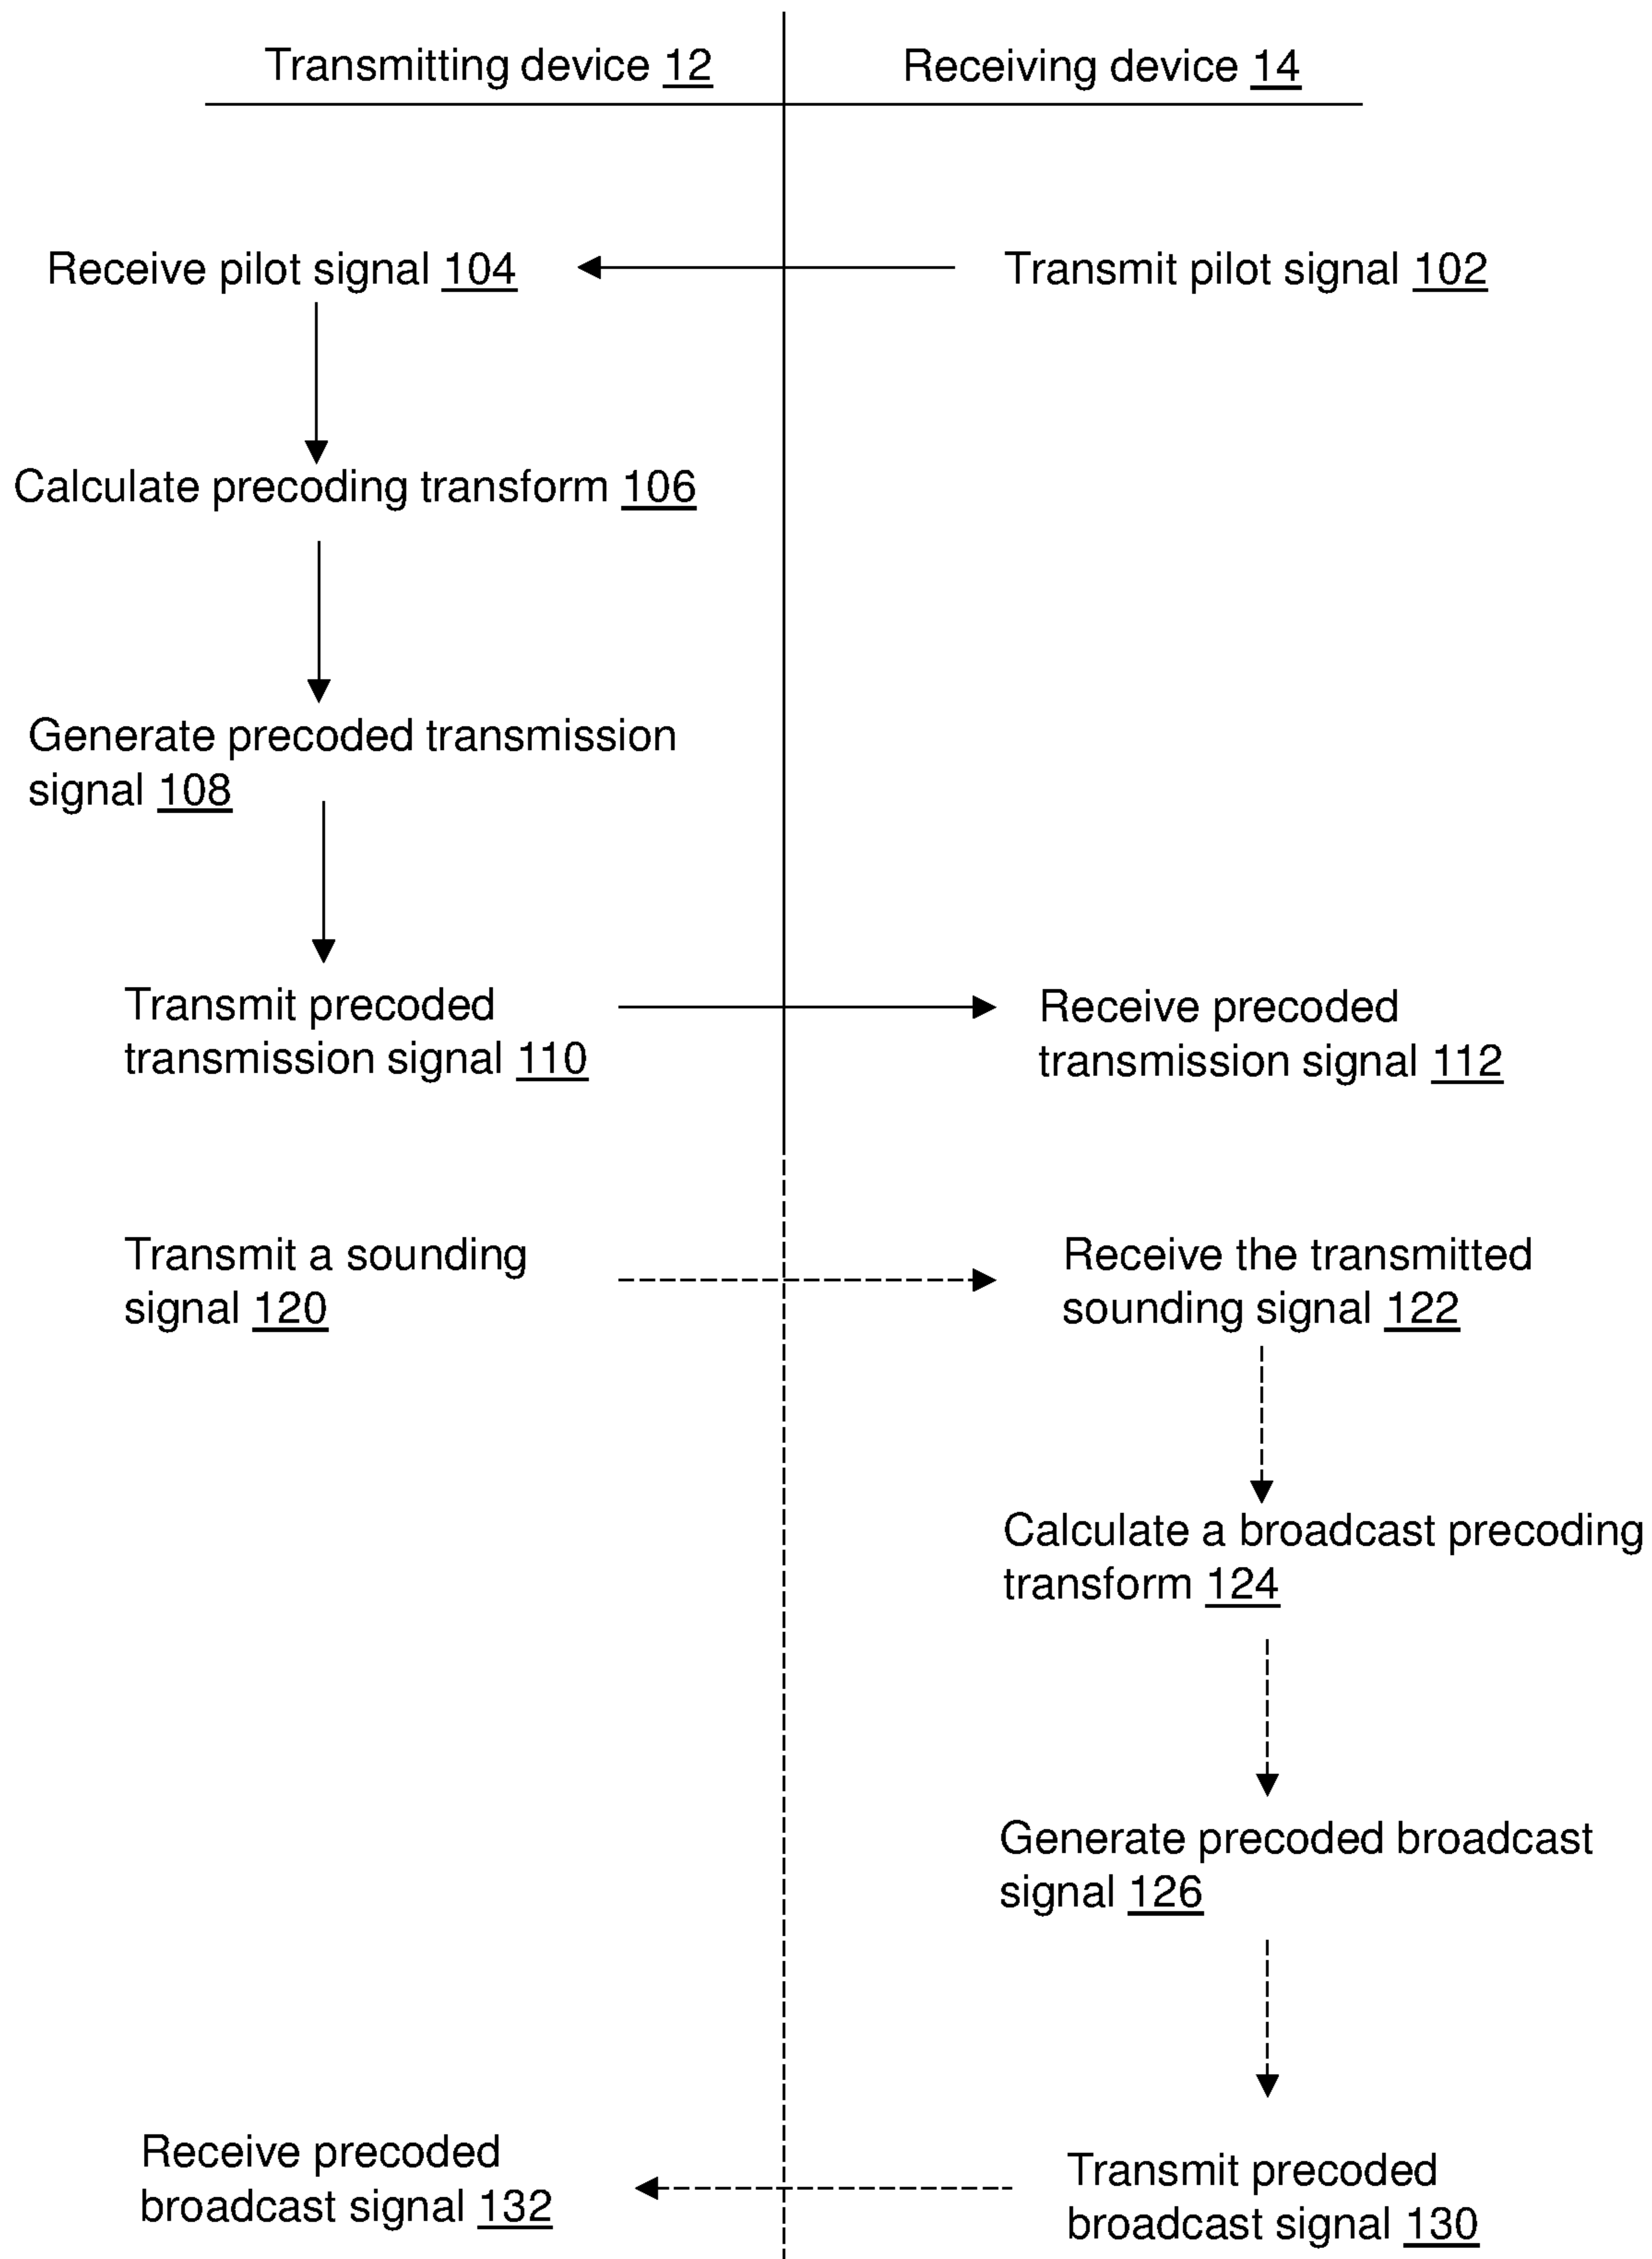 Transmitting device 12
Receiving device 14
Receive pilot signal 104
Transmit pilot signal 102
Calculate precoding transform 106
Generate precoded transmission
signal 108
Transmit precoded
transmission signal 110
Receive precoded
transmission signal 112
Transmit a sounding
signal 120
Receive the transmitted
sounding signal 122
Calculate a broadcast precoding
transform 124
Generate precoded broadcast
signal 126
Receive precoded
broadcast signal 132
Transmit precoded
broadcast signal 130